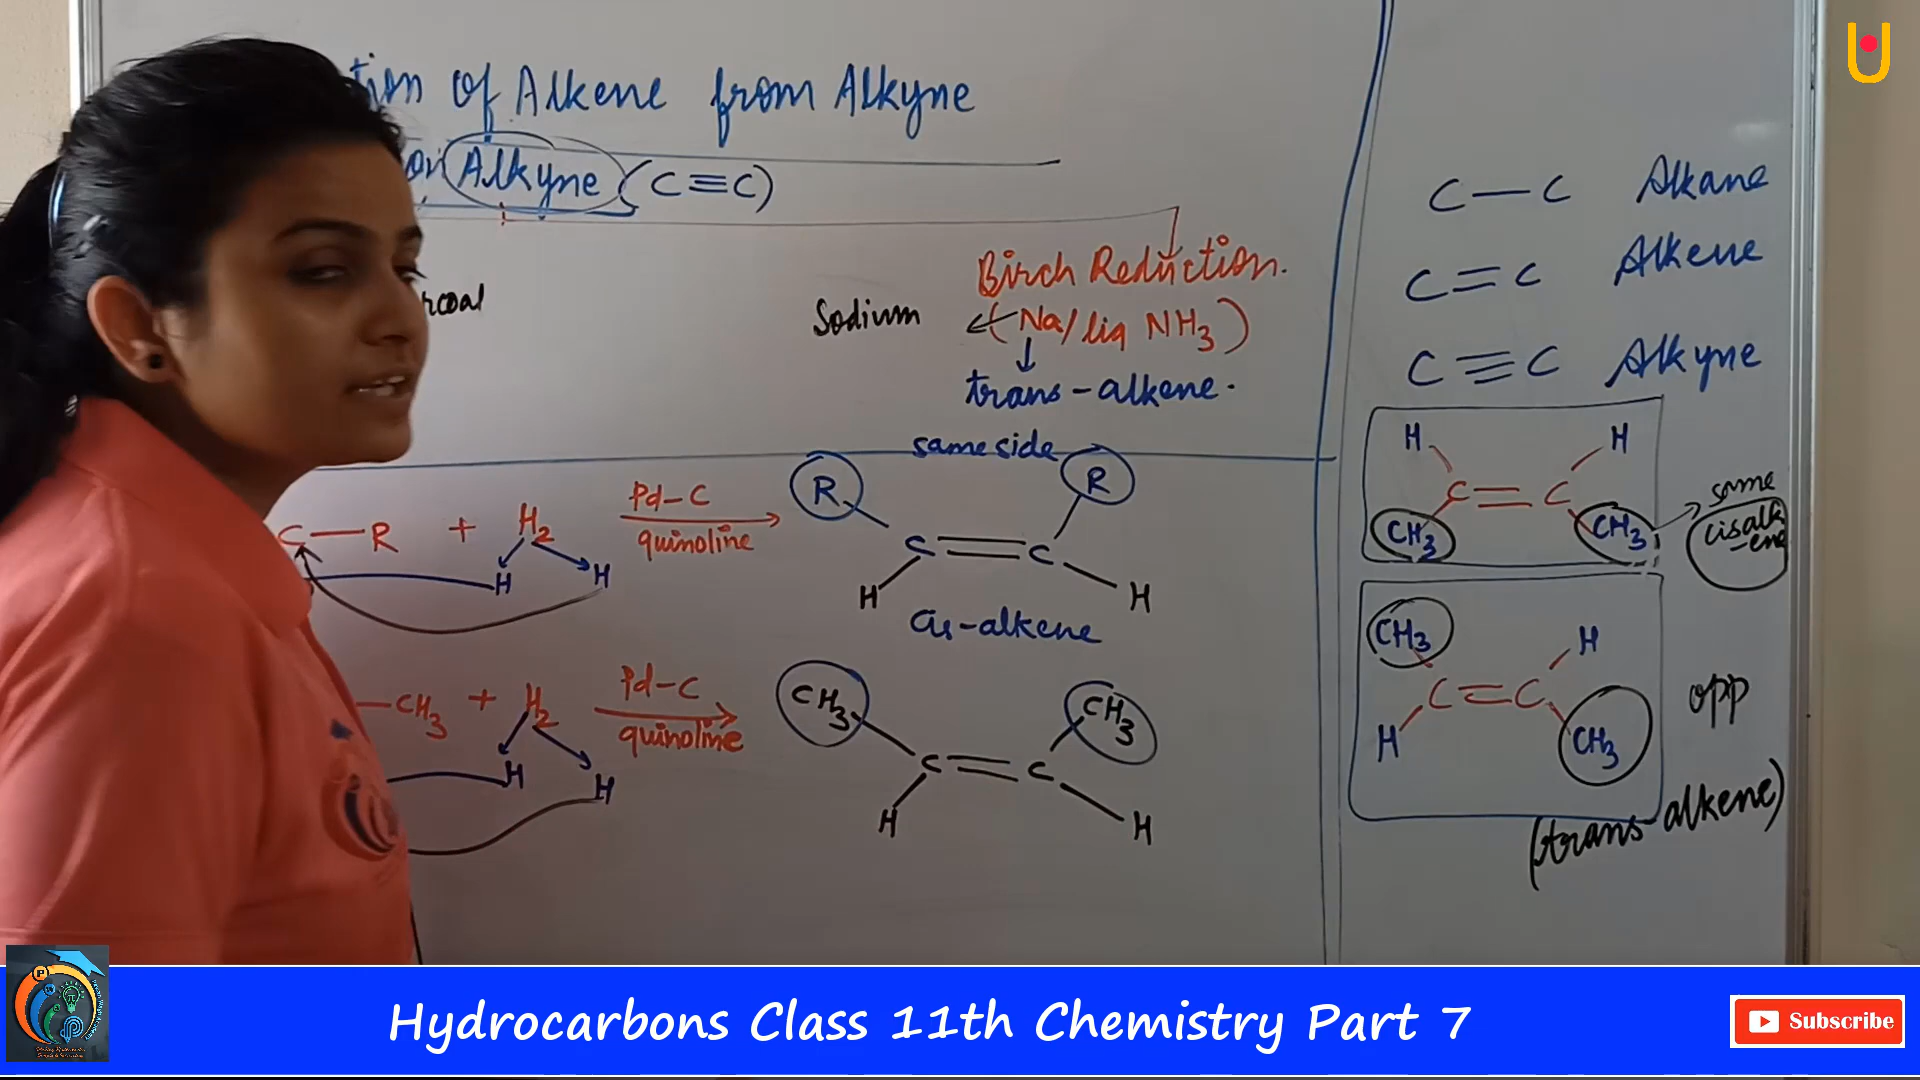 tion of Alkene from Alkyne
on Alkyne (C≡C)
rcoal
Birch Reduction.
Sodium ← (Na/liq NH3)
↓
trans-alkene.
same side
C—R + H2 Pd-C quinoline
H H
R R
C=C
H H
Cis-alkene
—CH3 + H2 Pd-C quinoline
H H
CH3 CH3
C=C
H H
C—C Alkane
C=C Alkene
C≡C Alkyne
H H
C=C
CH3 CH3
same
cisalk
-ene
CH3 H
C=C
H CH3
opp
(trans-alkene)
Hydrocarbons Class 11th Chemistry Part 7
Subscribe
U